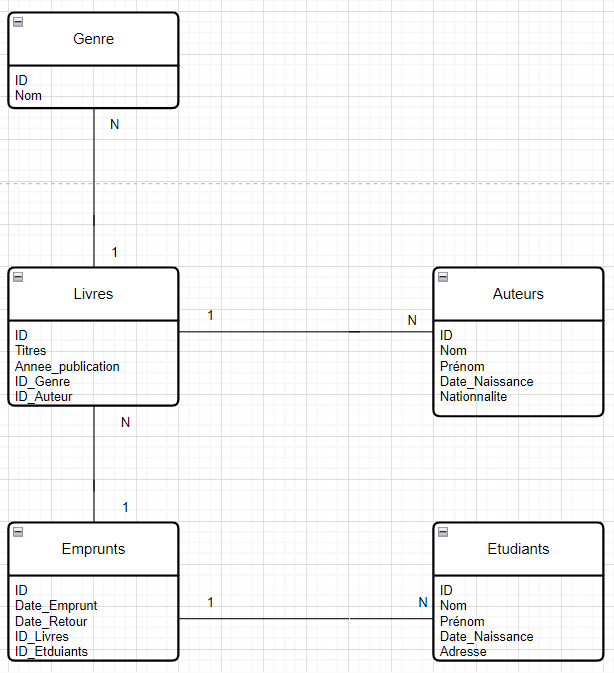 Genre
ID
Nom
N
1
Livres
ID
Titres
Annee_publication
ID_Genre
ID_Auteur
1
N
Auteurs
ID
Nom
Prénom
Date_Naissance
Nationnalite
N
1
Emprunts
ID
Date_Emprunt
Date_Retour
ID_Livres
ID_Etduiants
1
N
Etudiants
ID
Nom
Prénom
Date_Naissance
Adresse